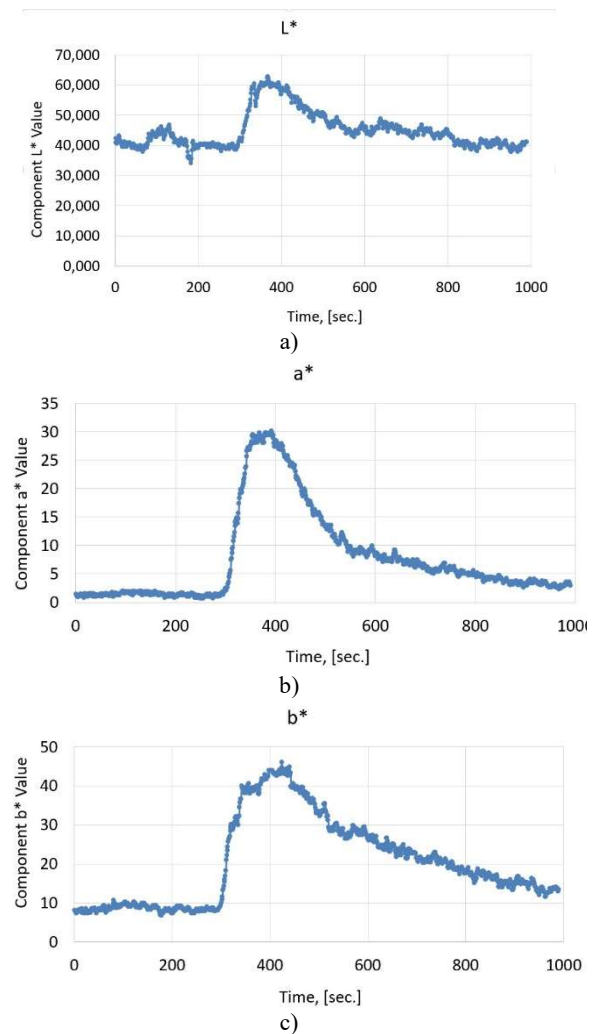 L*
70,000
60,000
50,000
40,000
30,000
20,000
10,000
0,000
Component L* Value
0 200 400 600 800 1000
Time, [sec.]
a)
a*
35
30
25
20
15
10
5
0
Component a* Value
0 200 400 600 800 1000
Time, [sec.]
b)
b*
50
40
30
20
10
0
Component b* Value
0 200 400 600 800 1000
Time, [sec.]
c)